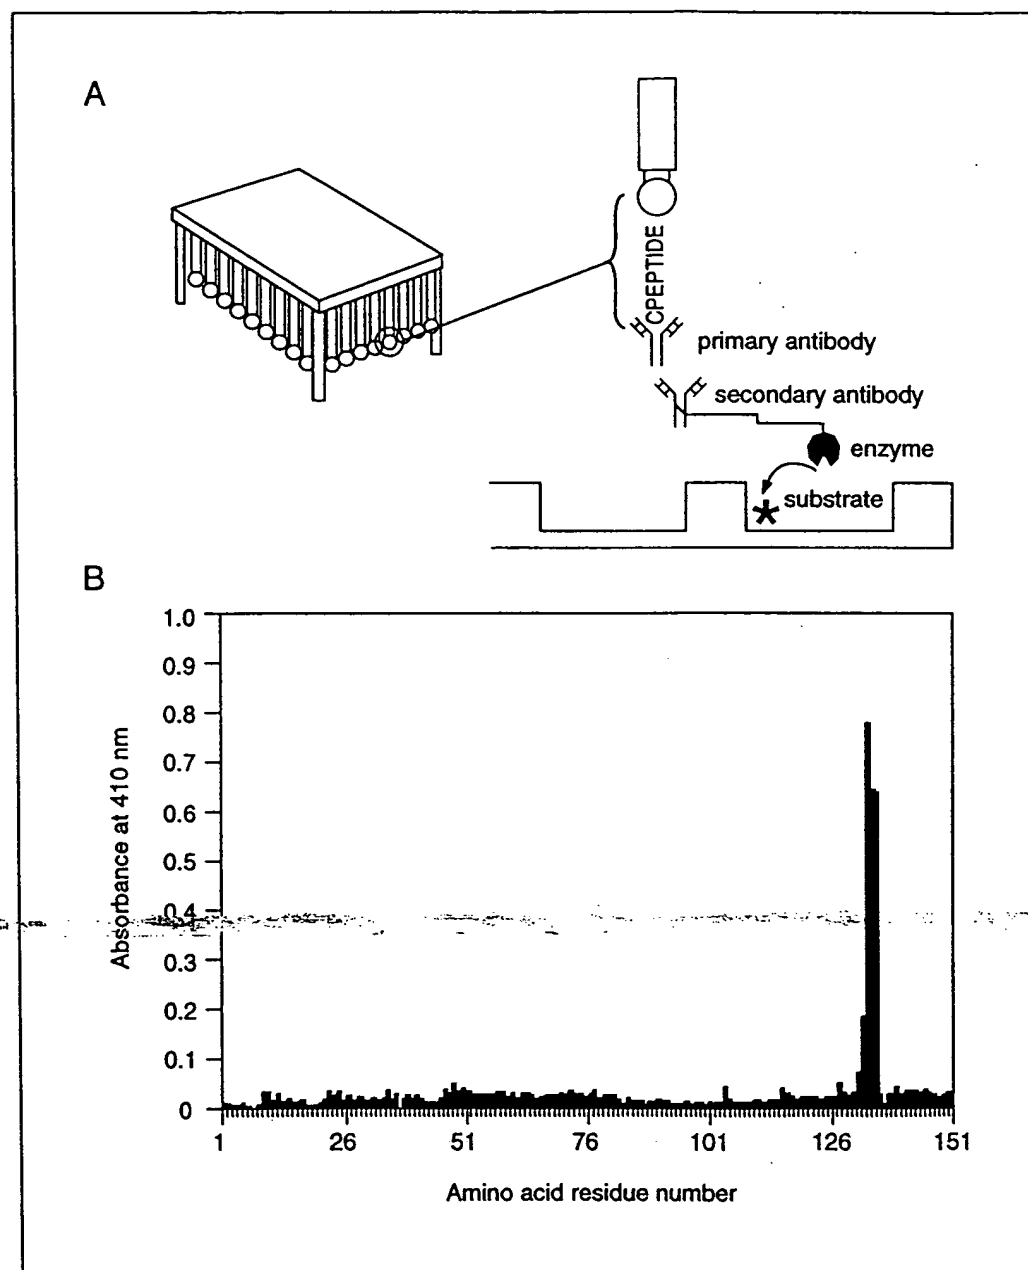 A
CPEPTIDE
primary antibody
secondary antibody
enzyme
substrate
B
1.0
0.9
0.8
0.7
0.6
0.5
0.4
0.3
0.2
0.1
0
Absorbance at 410 nm
1 26 51 76 101 126 151
Amino acid residue number